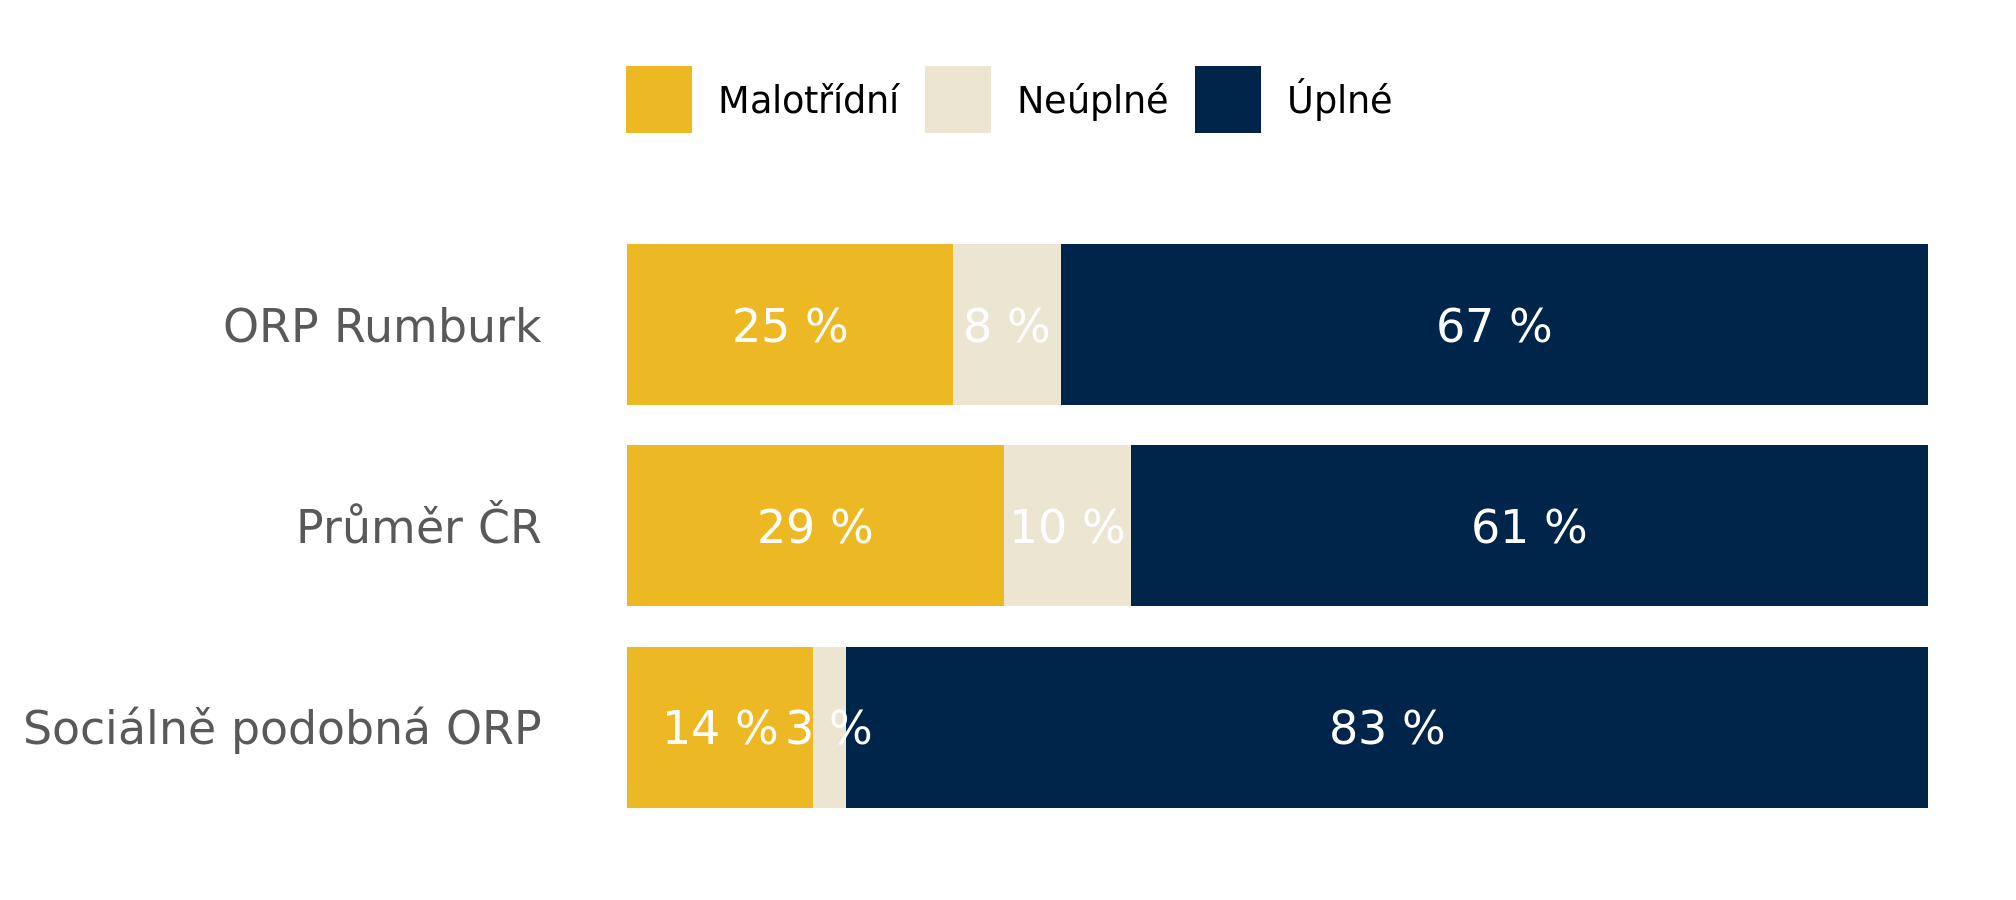 Malotřídní Neúplné Úplné
ORP Rumburk 25 % 8 % 67 %
Průměr ČR 29 % 10 % 61 %
Sociálně podobná ORP 14 % 3 % 83 %